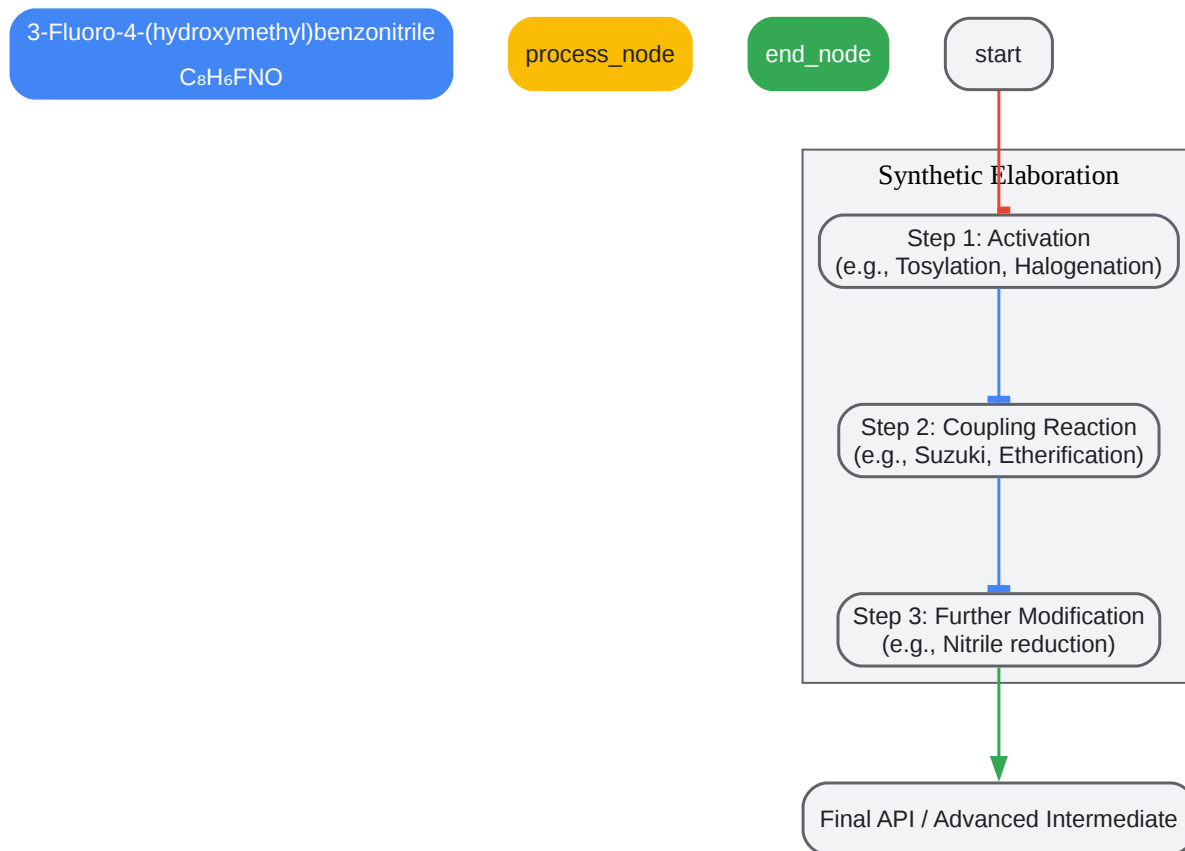 3-Fluoro-4-(hydroxymethyl)benzonitrile
C₈H₆FNO
process_node
end_node
start
Synthetic Elaboration
Step 1: Activation
(e.g., Tosylation, Halogenation)
Step 2: Coupling Reaction
(e.g., Suzuki, Etherification)
Step 3: Further Modification
(e.g., Nitrile reduction)
Final API / Advanced Intermediate